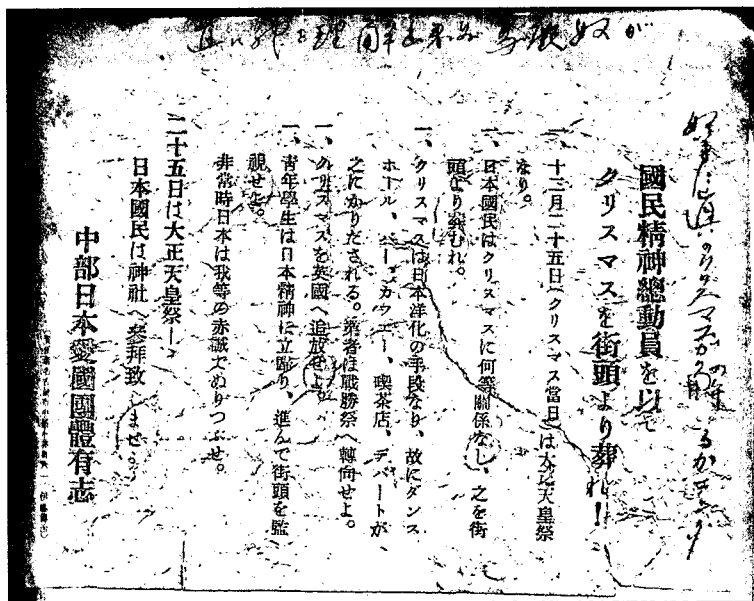 國民精神總動員を以て
クリスマスを街頭より葬れ！
一、十二月二十五日（クリスマス當日）は大正天皇祭
なり。
一、日本國民はクリスマスに何等關係なし、之を街
頭より葬むれ。
一、クリスマスは日本洋化の手段なり、故にダンス
ホール、バー、カフエー、喫茶店、デパートが、
之にかりだされる。業者は戰勝祭へ轉向せよ。
一、クリスマスを英國へ追放せよ。
一、靑年學生は日本精神に立歸り、進んで街頭を監
視せよ。
非常時日本は我等の赤誠でぬりつぶせ。
二十五日は大正天皇祭――
日本國民は神社へ參拜致しませう
中部日本愛國團體有志